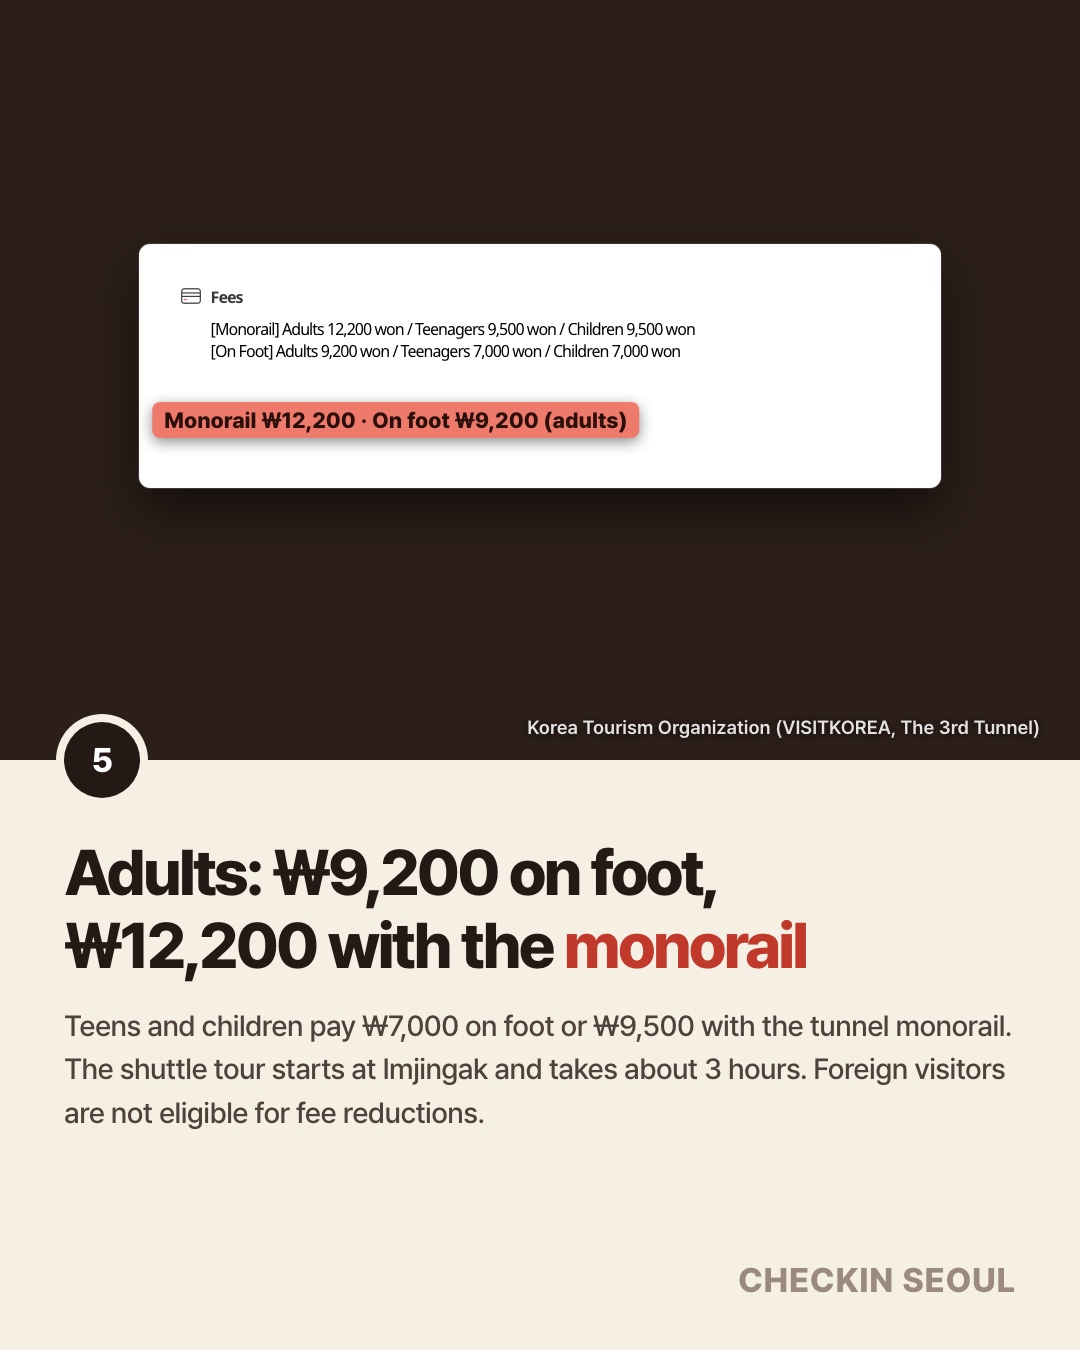 Fees
[Monorail] Adults 12,200 won / Teenagers 9,500 won / Children 9,500 won
[On Foot] Adults 9,200 won / Teenagers 7,000 won / Children 7,000 won
Monorail ₩12,200 · On foot ₩9,200 (adults)
Korea Tourism Organization (VISITKOREA, The 3rd Tunnel)
5
Adults: ₩9,200 on foot,
₩12,200 with the monorail
Teens and children pay ₩7,000 on foot or ₩9,500 with the tunnel monorail.
The shuttle tour starts at Imjingak and takes about 3 hours. Foreign visitors
are not eligible for fee reductions.
CHECKIN SEOUL